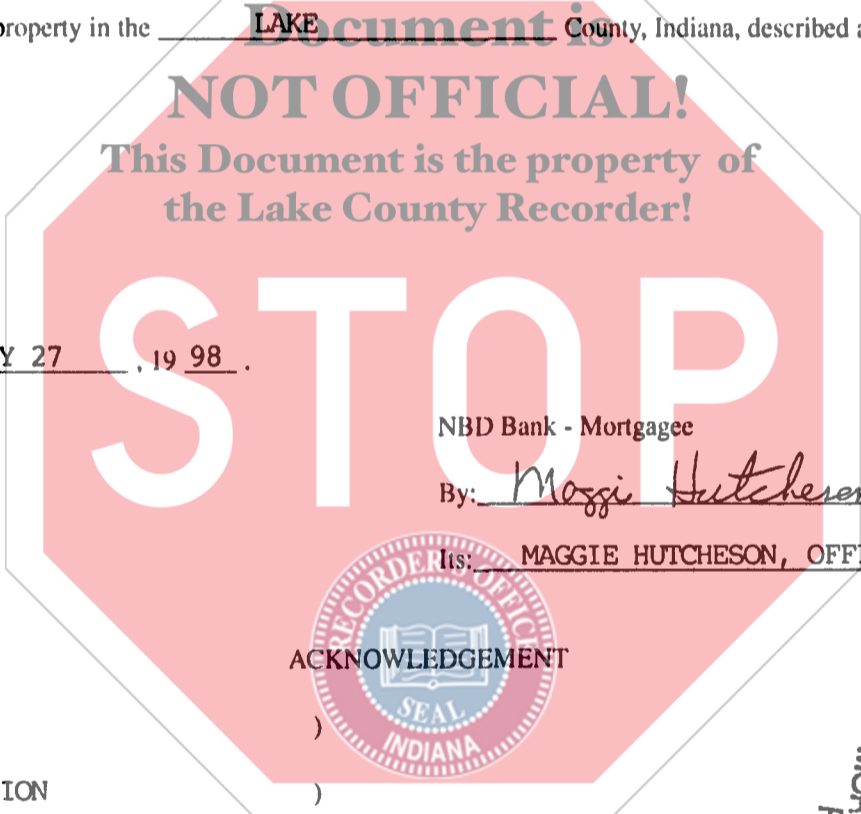 property in the LAKE County, Indiana, described a
Document is
NOT OFFICIAL!
This Document is the property of
the Lake County Recorder!
STOP
Y 27 , 19 98 .
NBD Bank - Mortgagee
By: Maggie Hutcheson
Its: MAGGIE HUTCHESON, OFFI
RECORDER'S OFFICE
ACKNOWLEDGEMENT
SEAL
INDIANA
)
ION )